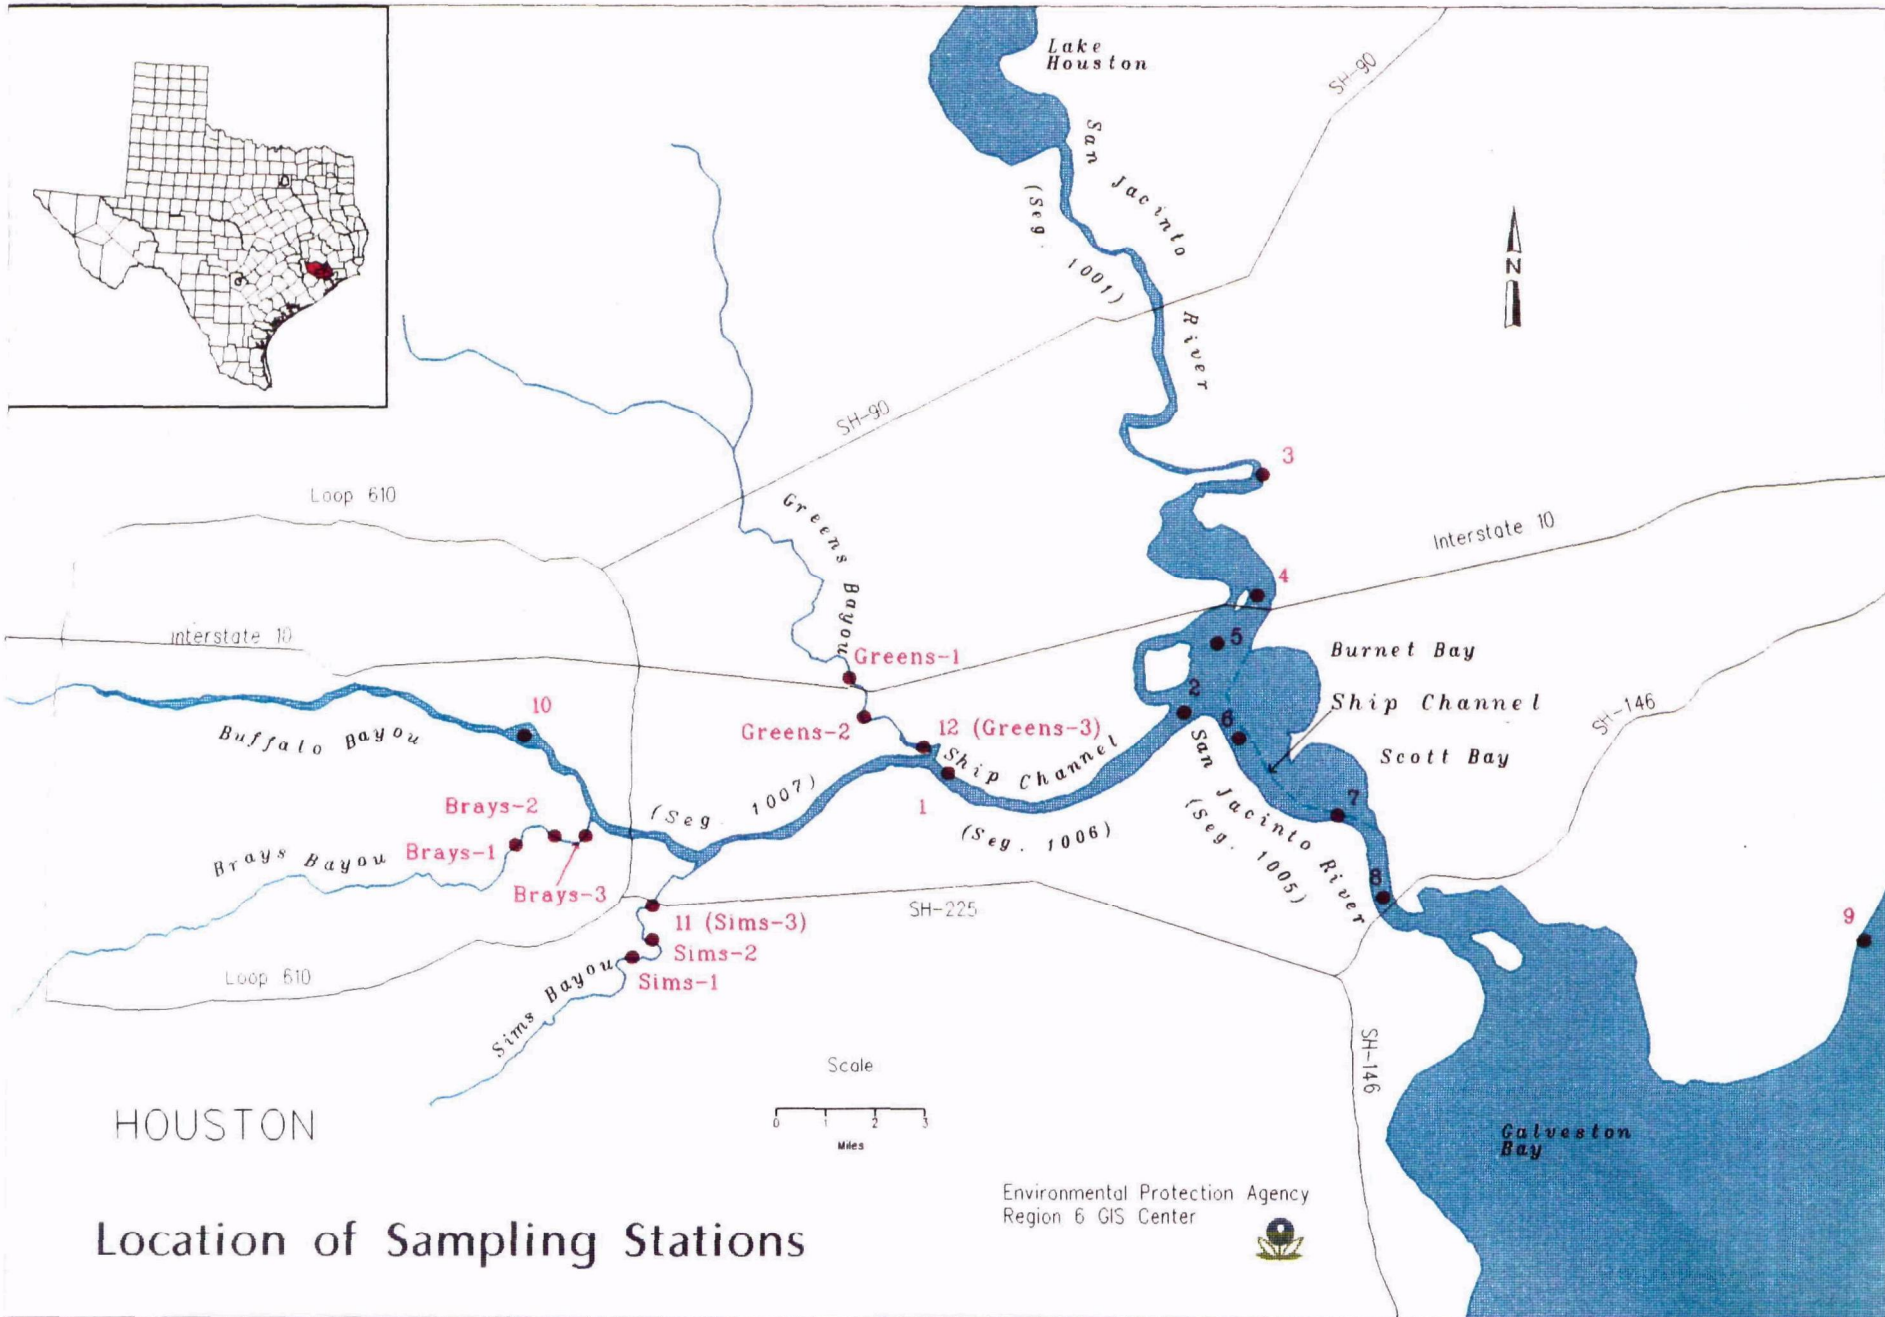 Lake
Houston
SH-90
San Jacinto River
(Seg. 1001)
N
SH-90
3
Loop 610
Greens Bayou
Interstate 10
4
Interstate 10
5
Burnet Bay
Greens-1
2
Ship Channel
10
Greens-2
12 (Greens-3)
6
SH-146
Buffalo Bayou
Ship Channel
San Jacinto River
Scott Bay
(Seg. 1007)
7
Brays-2
1
(Seg. 1006)
(Seg. 1005)
Brays Bayou
Brays-1
Brays-3
8
SH-225
11 (Sims-3)
9
Sims-2
Loop 610
Sims-1
Sims Bayou
SH-146
Scale
0 1 2 3
Miles
HOUSTON
Galveston
Bay
Environmental Protection Agency
Region 6 GIS Center
Location of Sampling Stations